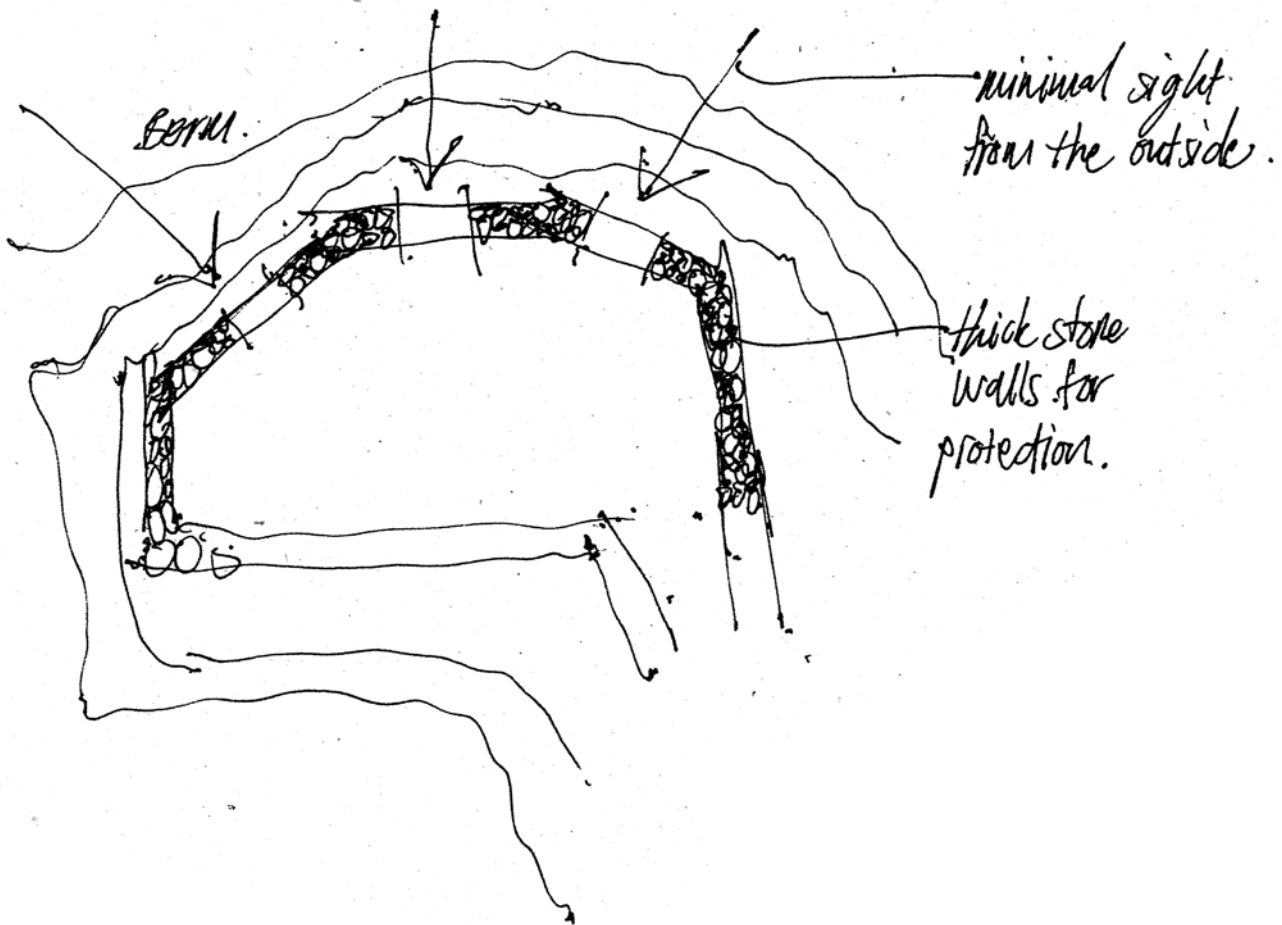 Berm.
minimal sight
from the outside.
thick stone
walls for
protection.